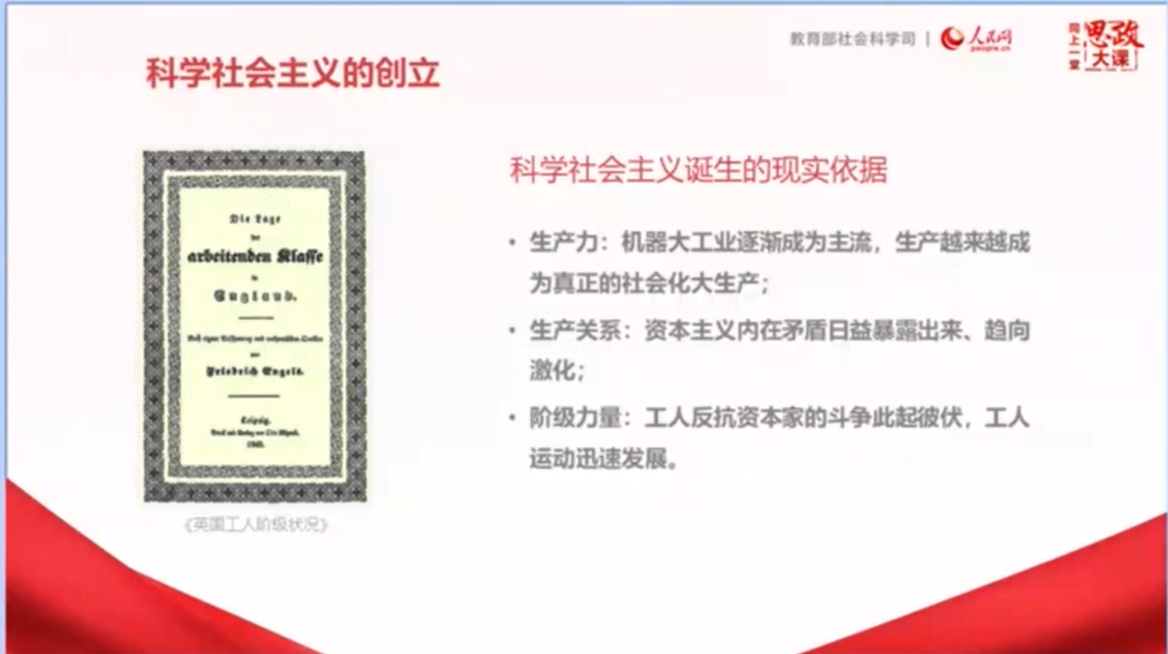 教育部社会科学司 | 人民网
people.cn
网上一堂
思政
大课
科学社会主义的创立
Die Lage
der
arbeitenden Klasse
in
England.
Friedrich Engels.
Leipzig.
《英国工人阶级状况》
科学社会主义诞生的现实依据
• 生产力：机器大工业逐渐成为主流，生产越来越成
为真正的社会化大生产；
• 生产关系：资本主义内在矛盾日益暴露出来、趋向
激化；
• 阶级力量：工人反抗资本家的斗争此起彼伏，工人
运动迅速发展。